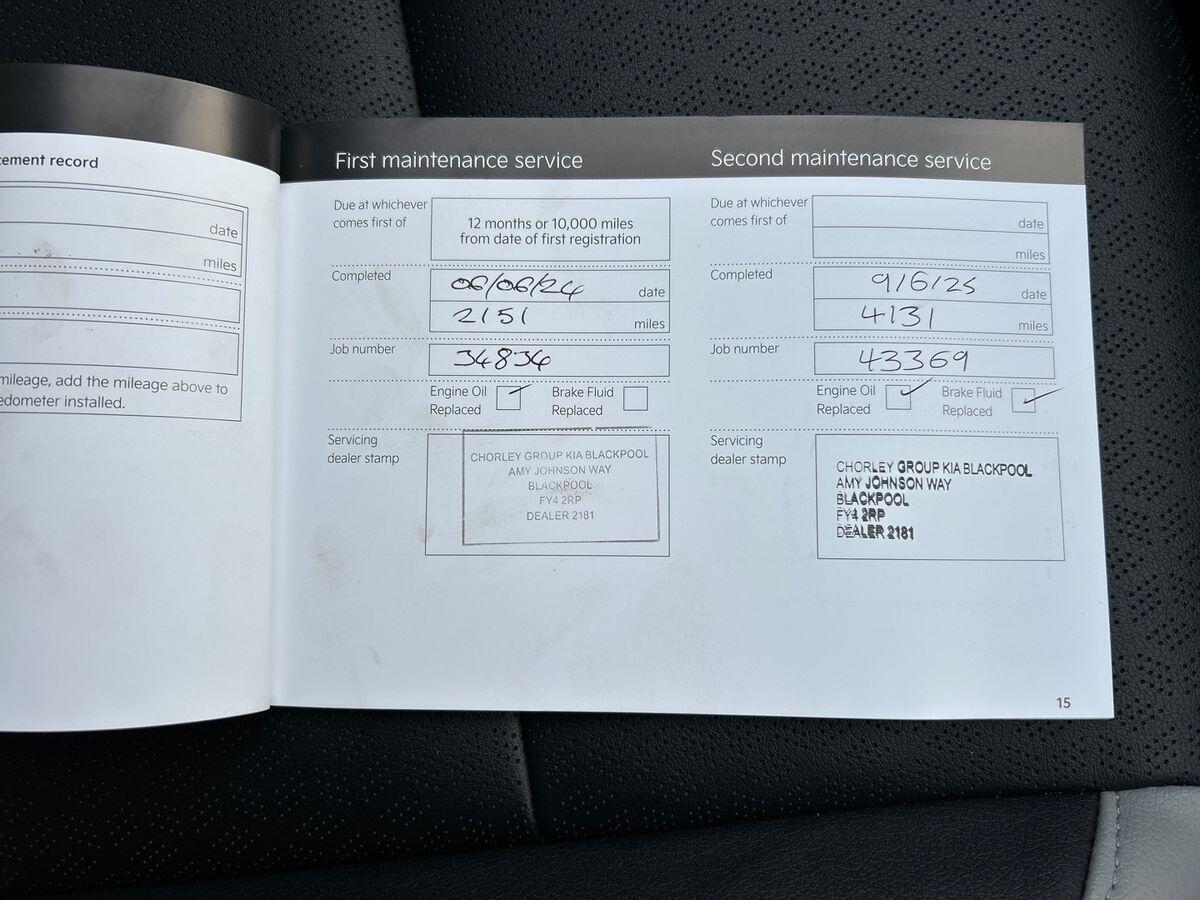 ement record
date
miles
mileage, add the mileage above to
edometer installed.
First maintenance service
Due at whichever
comes first of
12 months or 10,000 miles
from date of first registration
Completed
06/06/24 date
2151 miles
Job number
34834
Engine Oil
Replaced
Brake Fluid
Replaced
Servicing
dealer stamp
CHORLEY GROUP KIA BLACKPOOL
AMY JOHNSON WAY
BLACKPOOL
FY4 2RP
DEALER 2181
Second maintenance service
Due at whichever
comes first of
date
miles
Completed
9/6/25 date
4131 miles
Job number
43369
Engine Oil
Replaced
Brake Fluid
Replaced
Servicing
dealer stamp
CHORLEY GROUP KIA BLACKPOOL
AMY JOHNSON WAY
BLACKPOOL
FY4 2RP
DEALER 2181
15